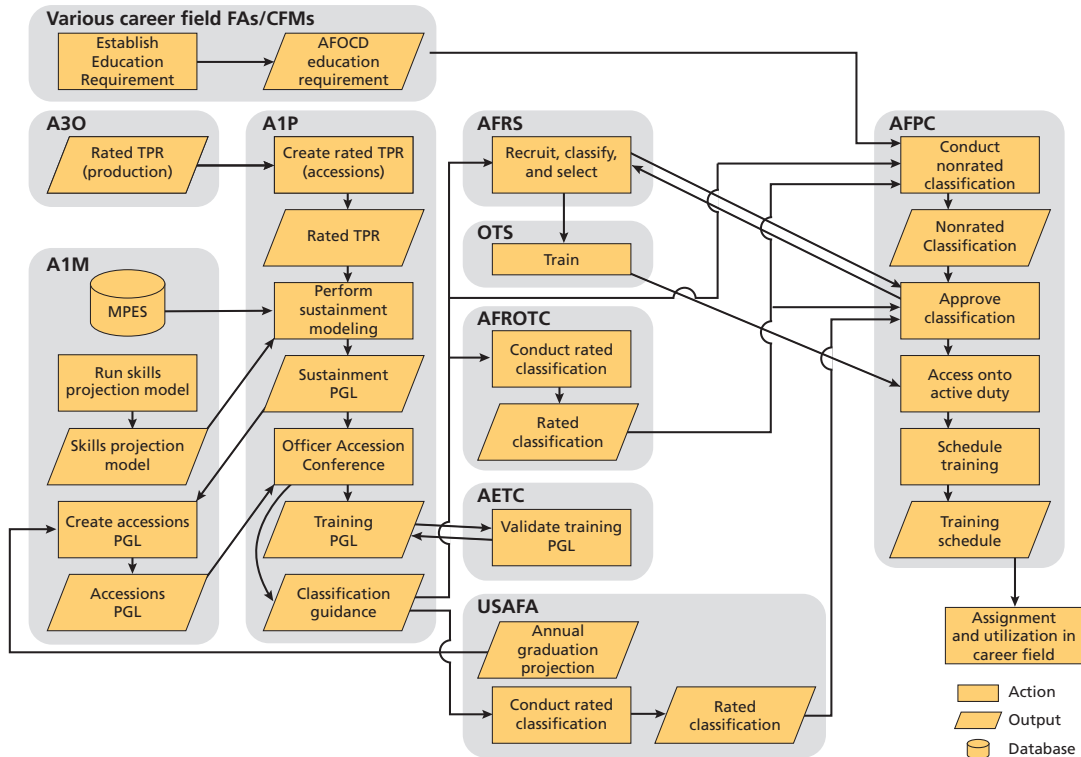 Various career field FAs/CFMs
Establish
Education
Requirement
AFOCD
education
requirement
A3O
Rated TPR
(production)
A1P
Create rated TPR
(accessions)
Rated TPR
Perform
sustainment
modeling
Sustainment
PGL
Officer Accession
Conference
Training
PGL
Classification
guidance
A1M
MPES
Run skills
projection model
Skills projection
model
Create accessions
PGL
Accessions
PGL
AFRS
Recruit, classify,
and select
OTS
Train
AFROTC
Conduct rated
classification
Rated
classification
AETC
Validate training
PGL
USAFA
Annual
graduation
projection
Conduct rated
classification
Rated
classification
AFPC
Conduct
nonrated
classification
Nonrated
Classification
Approve
classification
Access onto
active duty
Schedule
training
Training
schedule
Assignment
and utilization in
career field
Action
Output
Database